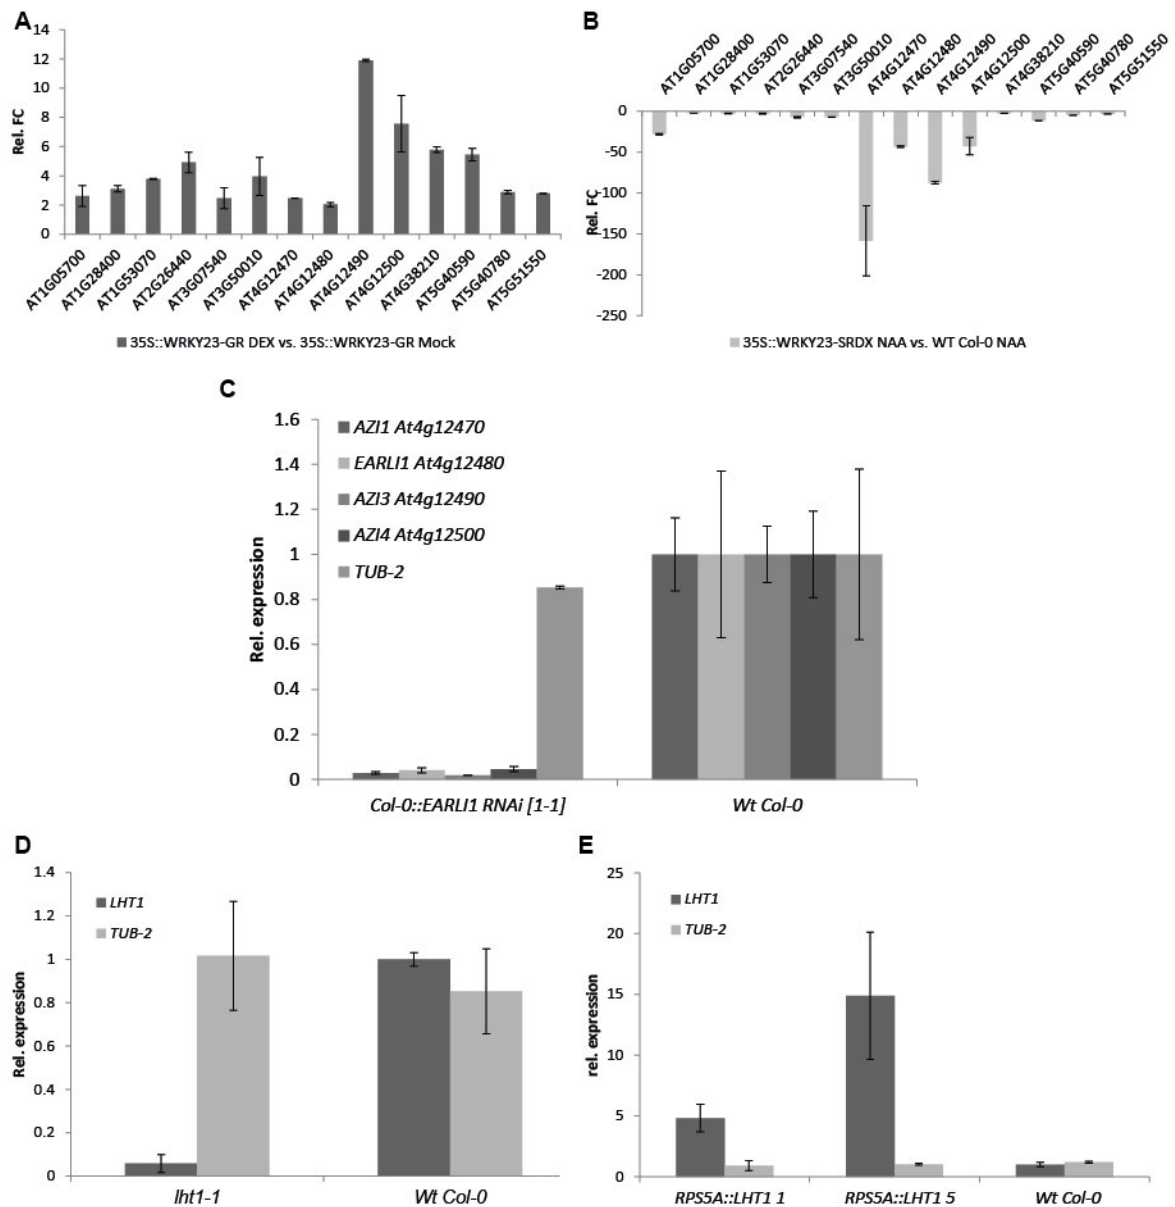 A
14
12
10
8
6
4
2
0
Rel. FC
AT1G05700
AT1G28400
AT1G53070
AT2G26440
AT3G07540
AT3G50010
AT4G12470
AT4G12480
AT4G12490
AT4G12500
AT4G38210
AT5G40590
AT5G40780
AT5G51550
35S::WRKY23-GR DEX vs. 35S::WRKY23-GR Mock
B
AT1G05700
AT1G28400
AT1G53070
AT2G26440
AT3G07540
AT3G50010
AT4G12470
AT4G12480
AT4G12490
AT4G12500
AT4G38210
AT5G40590
AT5G40780
AT5G51550
0
-50
-100
-150
-200
-250
Rel. FC
35S::WRKY23-SRDX NAA vs. WT Col-0 NAA
C
1.6
1.4
1.2
1
0.8
0.6
0.4
0.2
0
Rel. expression
AZI1 At4g12470
EARLI1 At4g12480
AZI3 At4g12490
AZI4 At4g12500
TUB-2
Col-0::EARLI1 RNAi [1-1]
Wt Col-0
D
1.4
1.2
1
0.8
0.6
0.4
0.2
0
Rel. expression
LHT1
TUB-2
lht1-1
Wt Col-0
E
25
20
15
10
5
0
rel. expression
LHT1
TUB-2
RPS5A::LHT1 1
RPS5A::LHT1 5
Wt Col-0